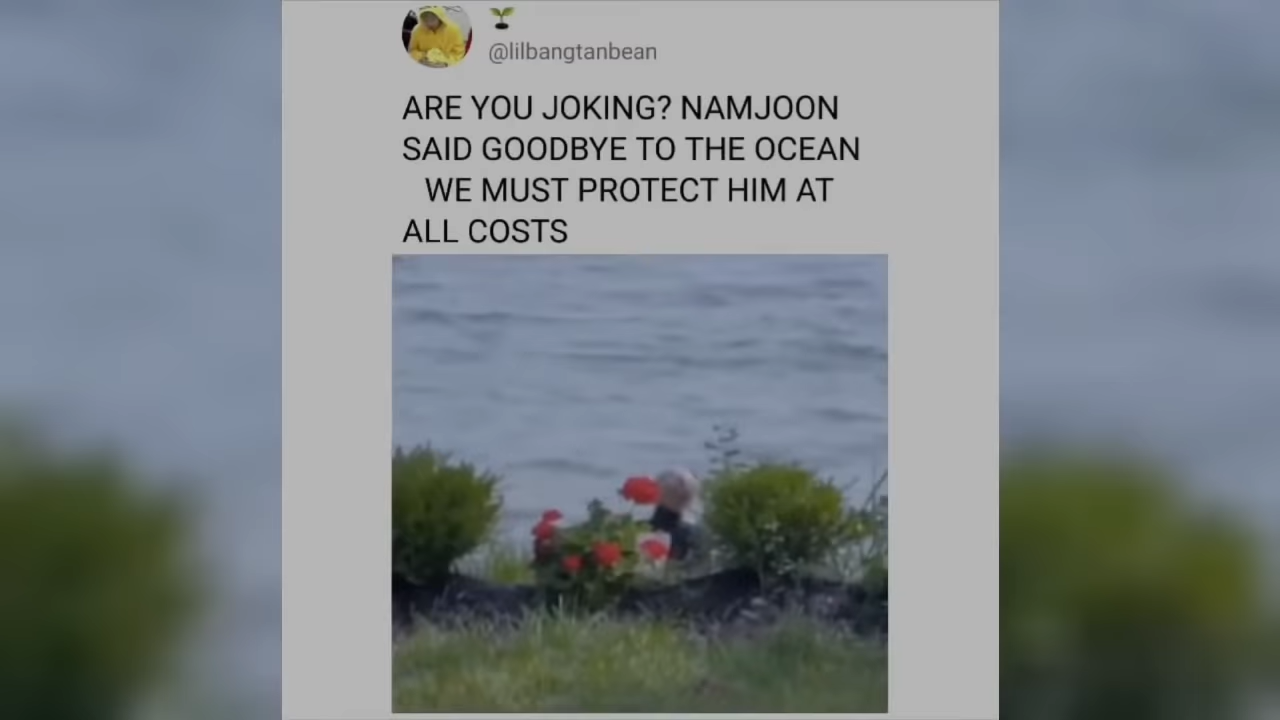 @lilbangtanbean
ARE YOU JOKING? NAMJOON
SAID GOODBYE TO THE OCEAN
WE MUST PROTECT HIM AT
ALL COSTS